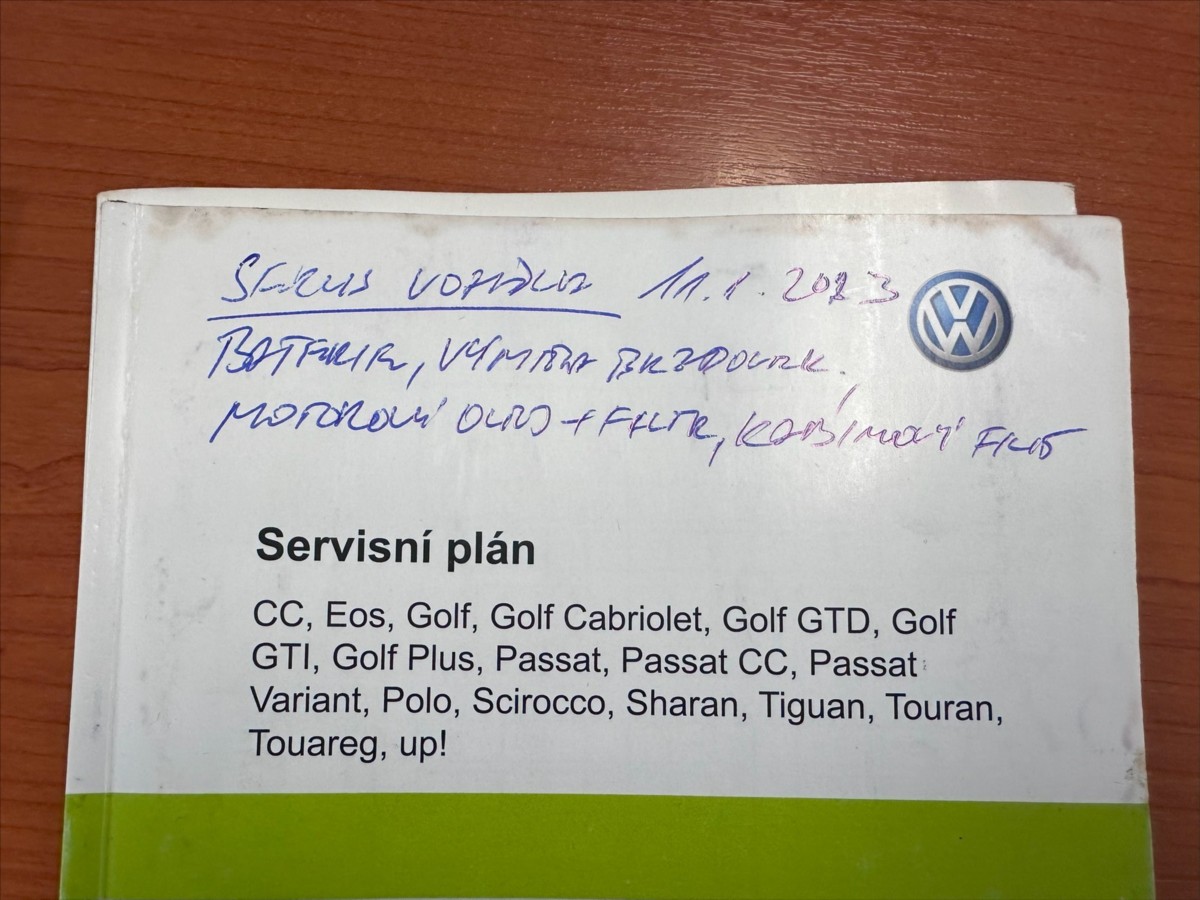 SERVIS VOZIDLA 11.1.2023
BATERIE, VÝMĚNA BRZD
MOTOROVÝ OLEJ + FILTR, KABINOVÝ FILTR
Servisní plán
CC, Eos, Golf, Golf Cabriolet, Golf GTD, Golf
GTI, Golf Plus, Passat, Passat CC, Passat
Variant, Polo, Scirocco, Sharan, Tiguan, Touran,
Touareg, up!